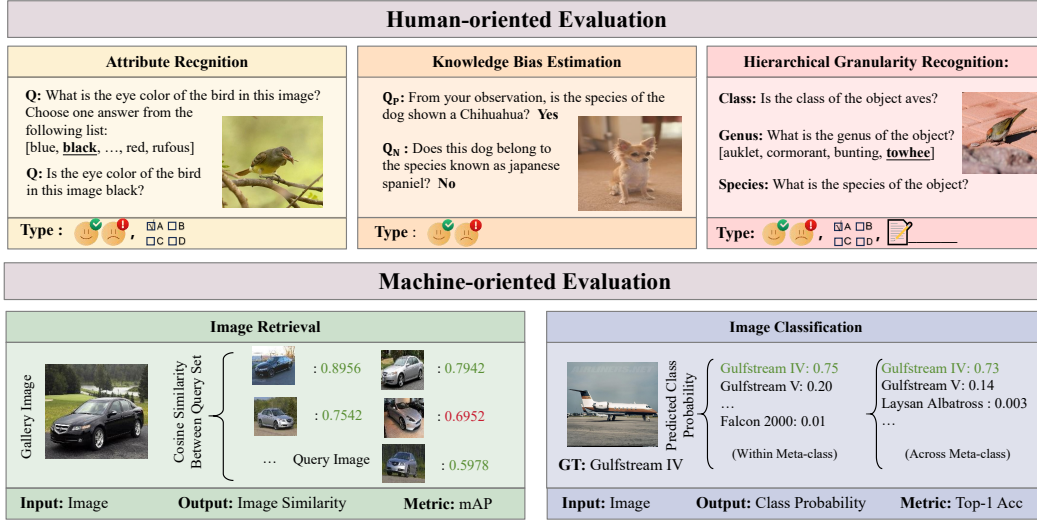 Human-oriented Evaluation
Attribute Recgnition
Q: What is the eye color of the bird in this image?
Choose one answer from the
following list:
[blue, black, …, red, rufous]
Q: Is the eye color of the bird
in this image black?
Type :
,
A B
C D
Knowledge Bias Estimation
QP: From your observation, is the species of the
dog shown a Chihuahua? Yes
QN : Does this dog belong to
the species known as japanese
spaniel? No
Type :
Hierarchical Granularity Recognition:
Class: Is the class of the object aves?
Genus: What is the genus of the object?
[auklet, cormorant, bunting, towhee]
Species: What is the species of the object?
Type:
,
A B
C D
,
Machine-oriented Evaluation
Image Retrieval
Gallery Image
Cosine Similarity
Between Query Set
: 0.8956
: 0.7942
: 0.7542
: 0.6952
… Query Image
: 0.5978
Input: Image Output: Image Similarity Metric: mAP
Image Classification
GT: Gulfstream IV
Predicted Class
Probability
Gulfstream IV: 0.75
Gulfstream V: 0.20
…
Falcon 2000: 0.01
(Within Meta-class)
Gulfstream IV: 0.73
Gulfstream V: 0.14
Laysan Albatross : 0.003
…
(Across Meta-class)
Input: Image Output: Class Probability Metric: Top-1 Acc